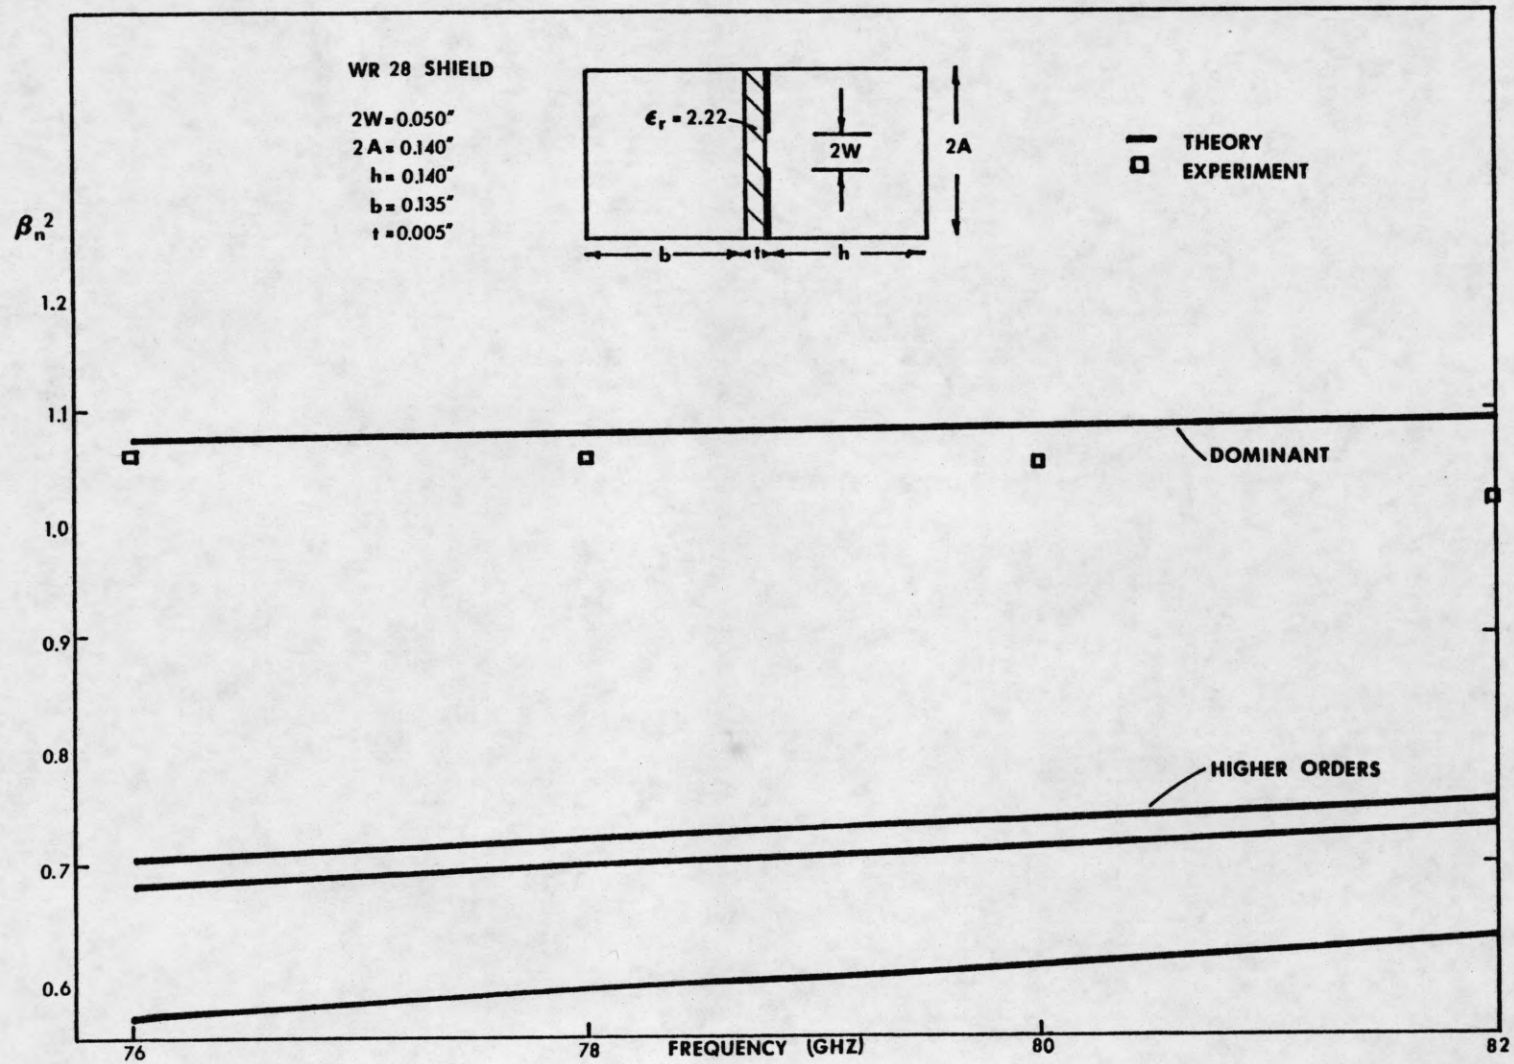 WR 28 SHIELD
2W=0.050"
2A=0.140"
h=0.140"
b=0.135"
t=0.005"
ϵr = 2.22
2W
2A
b
t
h
THEORY
EXPERIMENT
βn²
1.2
1.1
1.0
0.9
0.8
0.7
0.6
DOMINANT
HIGHER ORDERS
76
78
80
82
FREQUENCY (GHZ)